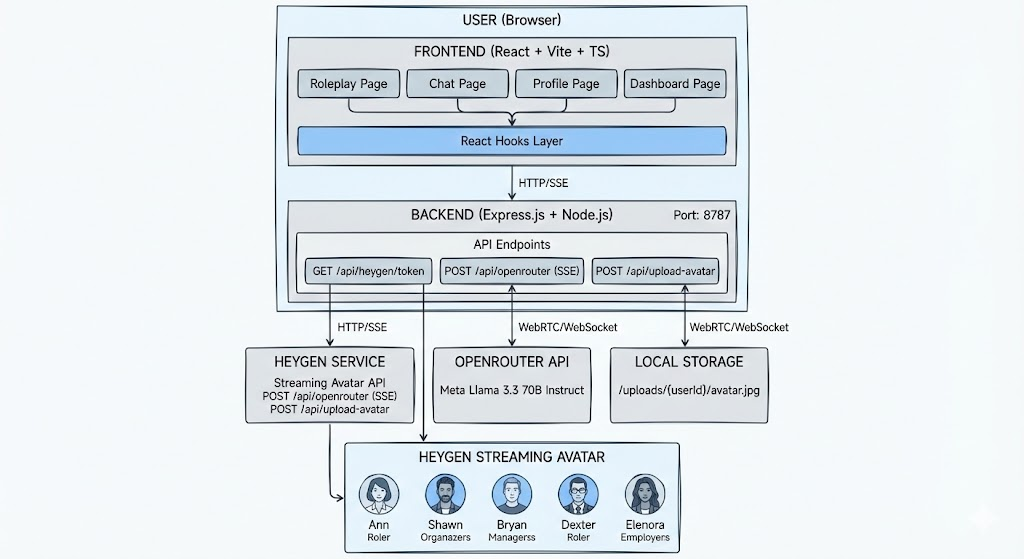 USER (Browser)
FRONTEND (React + Vite + TS)
Roleplay Page
Chat Page
Profile Page
Dashboard Page
React Hooks Layer
HTTP/SSE
BACKEND (Express.js + Node.js)
Port: 8787
API Endpoints
GET /api/heygen/token
POST /api/openrouter (SSE)
POST /api/upload-avatar
HTTP/SSE
WebRTC/WebSocket
WebRTC/WebSocket
HEYGEN SERVICE
Streaming Avatar API
POST /api/openrouter (SSE)
POST /api/upload-avatar
OPENROUTER API
Meta Llama 3.3 70B Instruct
LOCAL STORAGE
/uploads/{userId}/avatar.jpg
HEYGEN STREAMING AVATAR
Ann
Roler
Shawn
Organazers
Bryan
Managerss
Dexter
Roler
Elenora
Employers